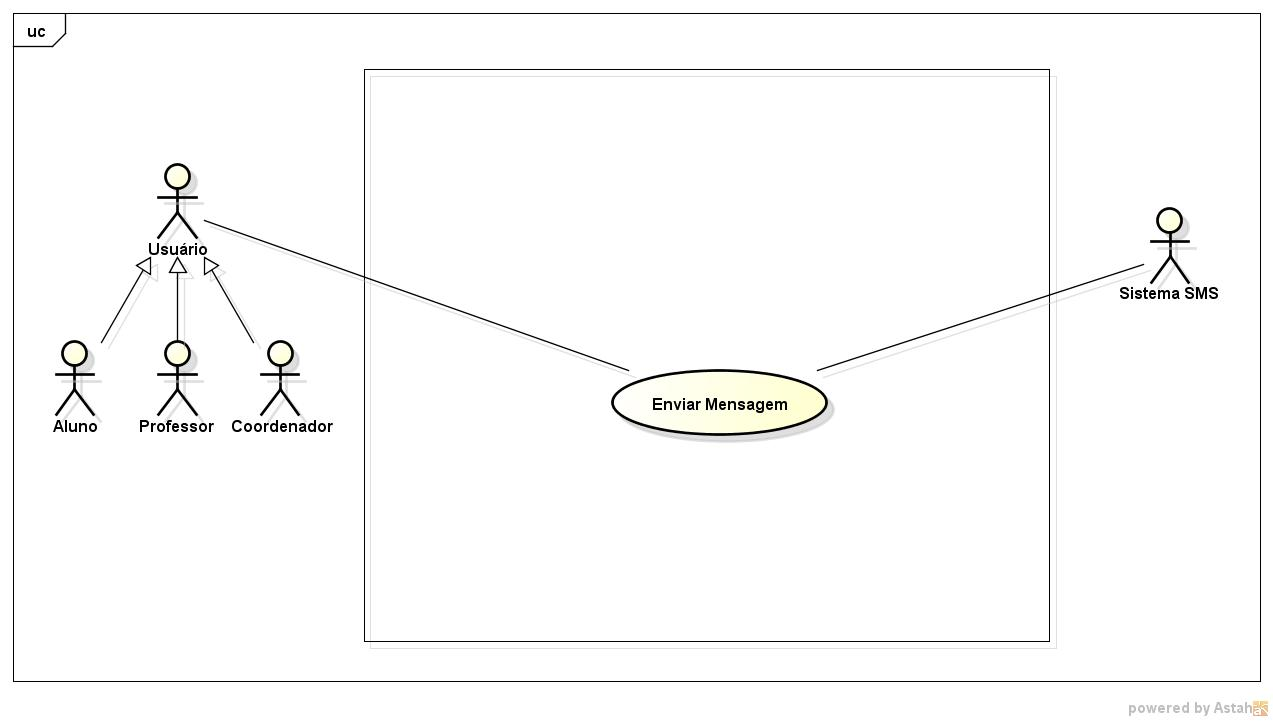 uc
Usuário
Sistema SMS
Enviar Mensagem
Aluno
Professor
Coordenador
powered by Astah